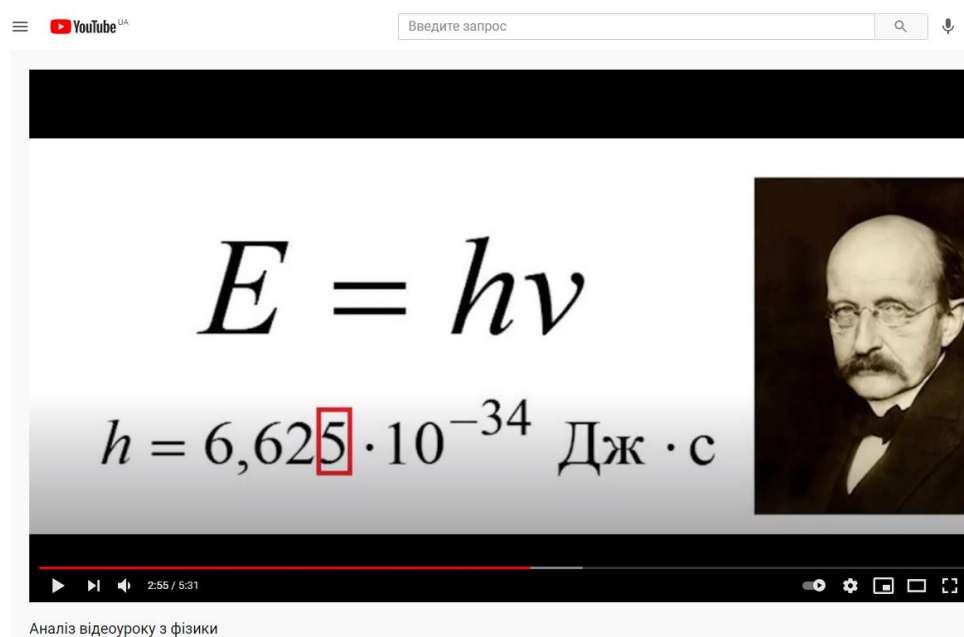 YouTube UA
Введите запрос
E = hν
h = 6,625 · 10⁻³⁴ Дж · с
2:55 / 5:31
Аналіз відеоуроку з фізики